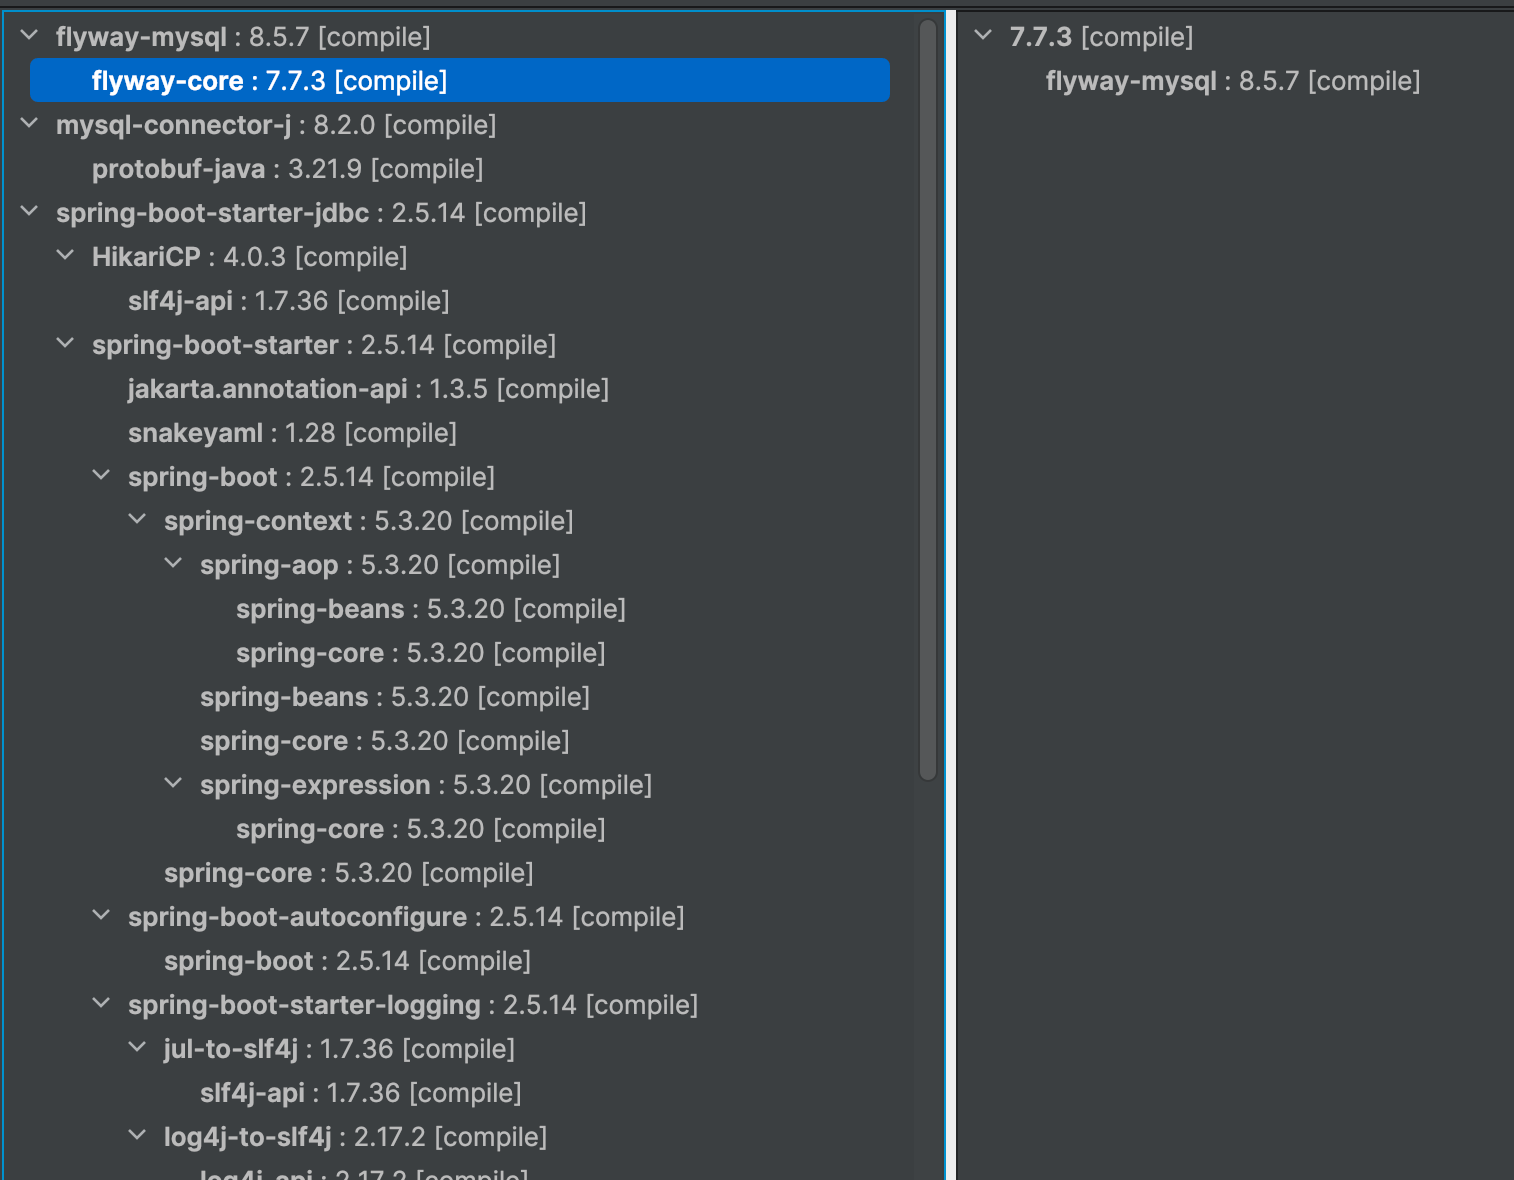 flyway-mysql : 8.5.7 [compile]
flyway-core : 7.7.3 [compile]
mysql-connector-j : 8.2.0 [compile]
protobuf-java : 3.21.9 [compile]
spring-boot-starter-jdbc : 2.5.14 [compile]
HikariCP : 4.0.3 [compile]
slf4j-api : 1.7.36 [compile]
spring-boot-starter : 2.5.14 [compile]
jakarta.annotation-api : 1.3.5 [compile]
snakeyaml : 1.28 [compile]
spring-boot : 2.5.14 [compile]
spring-context : 5.3.20 [compile]
spring-aop : 5.3.20 [compile]
spring-beans : 5.3.20 [compile]
spring-core : 5.3.20 [compile]
spring-beans : 5.3.20 [compile]
spring-core : 5.3.20 [compile]
spring-expression : 5.3.20 [compile]
spring-core : 5.3.20 [compile]
spring-core : 5.3.20 [compile]
spring-boot-autoconfigure : 2.5.14 [compile]
spring-boot : 2.5.14 [compile]
spring-boot-starter-logging : 2.5.14 [compile]
jul-to-slf4j : 1.7.36 [compile]
slf4j-api : 1.7.36 [compile]
log4j-to-slf4j : 2.17.2 [compile]
log4j-api : 2.17.2 [compile]
7.7.3 [compile]
flyway-mysql : 8.5.7 [compile]